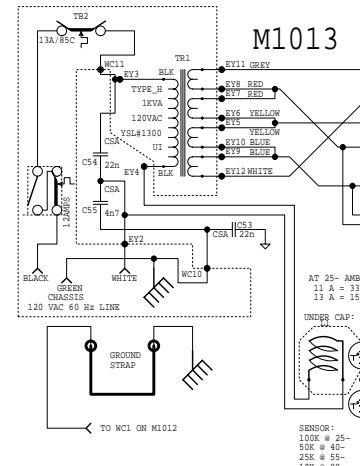 TB2
M1013
13A/85C
TR1
WC11
EY11 GREY
EY3
BLK
EY8 RED
TYPE_H
EY7 RED
1KVA
120VAC
EY6 YELLOW
EY5
YSL#1300
YELLOW
CSA
UI
EY10 BLUE
C54
22n
EY9 BLUE
EY4
BLK
EY12 WHITE
CSA
12AMPS
C55
4n7
C53
CSA
22n
EY2
BLACK
WHITE
WC10
GREEN
CHASSIS
120 VAC 60 Hz LINE
AT 25- AMB
11 A = 33
13 A = 15
UNDER CAP:
GROUND
STRAP
TO WC1 ON M1012
SENSOR:
100K @ 25-
50K @ 40-
25K @ 55-